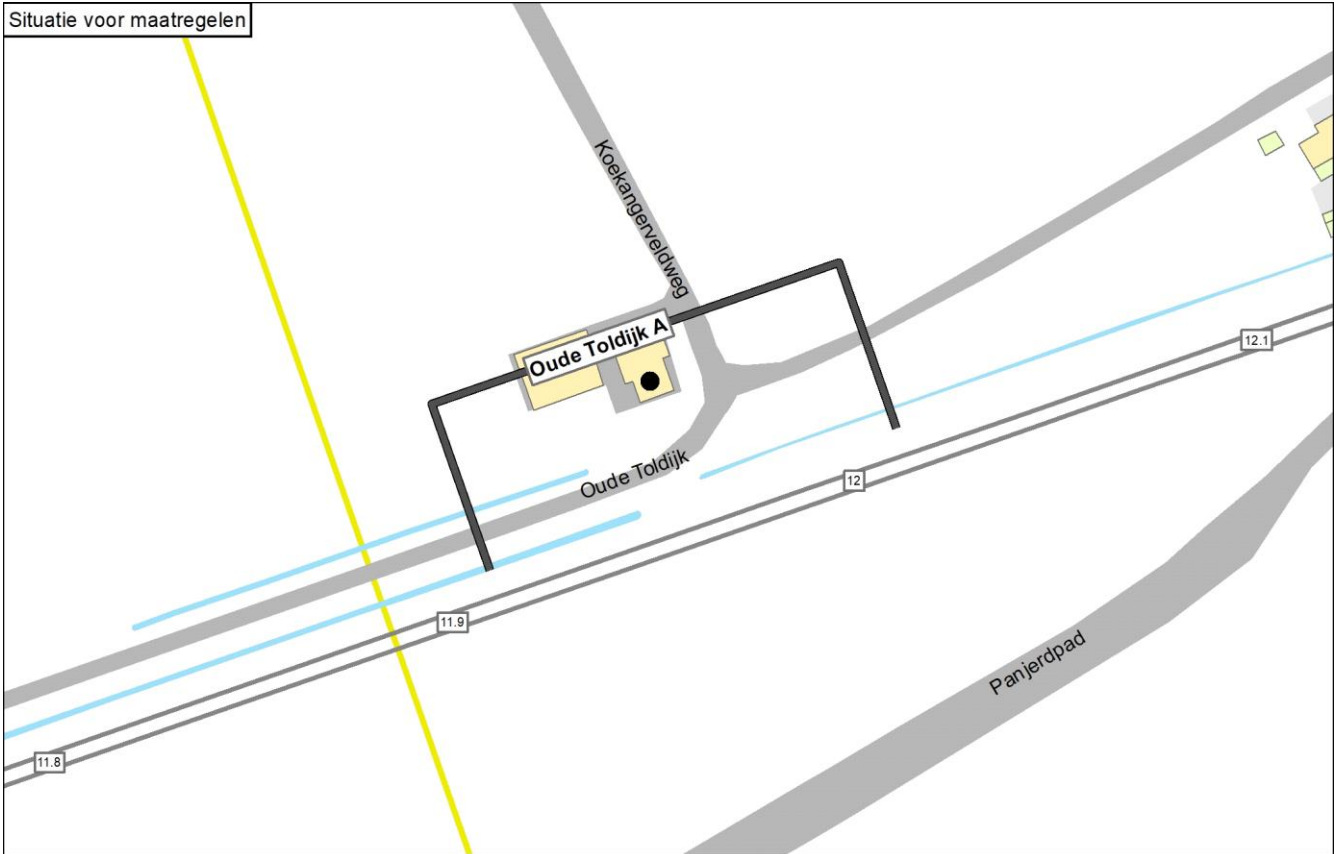 Situatie voor maatregelen
Koekangerveldweg
Oude Toldijk A
12.1
Oude Toldijk
12
11.9
Panjerdpad
11.8